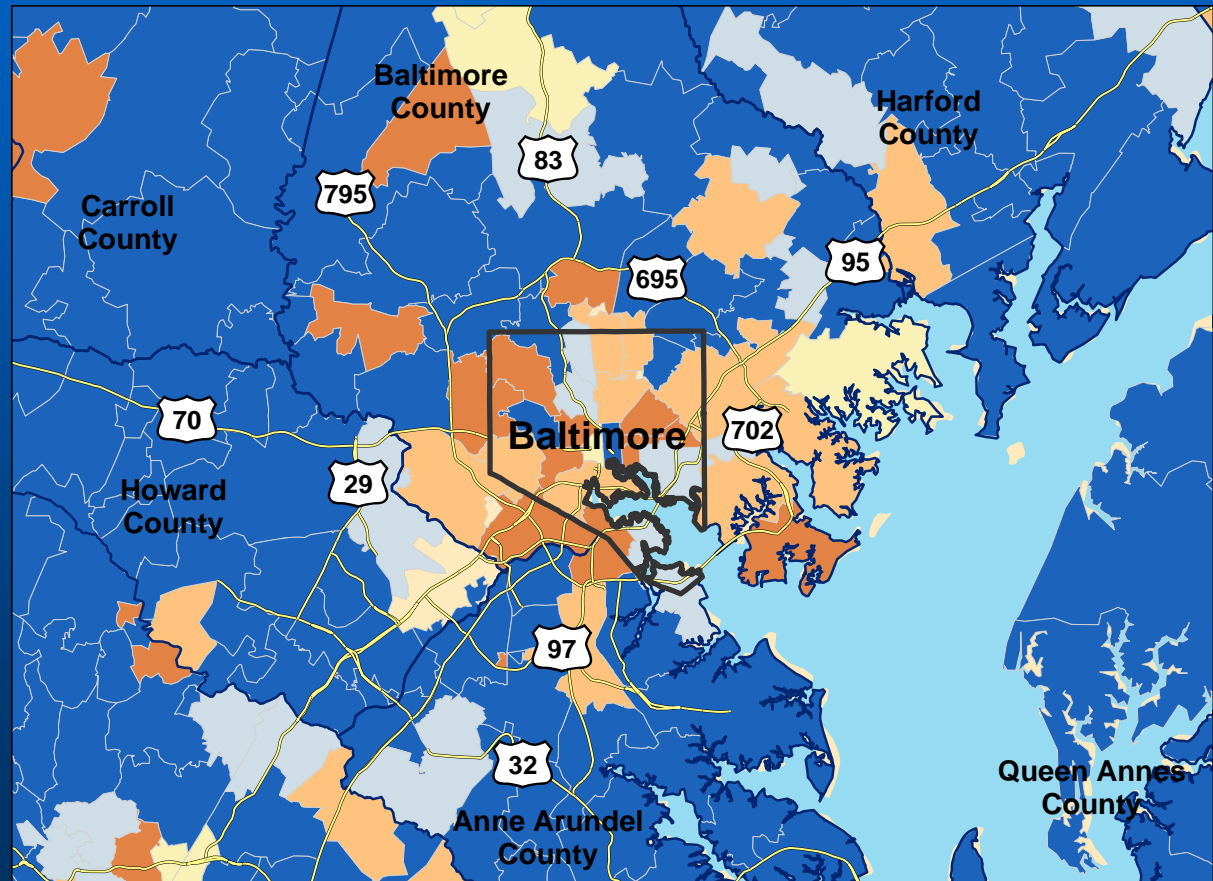 Baltimore
County
Harford
County
83
795
Carroll
County
695
95
70
Baltimore
702
29
Howard
County
97
32
Queen Annes
County
Anne Arundel
County